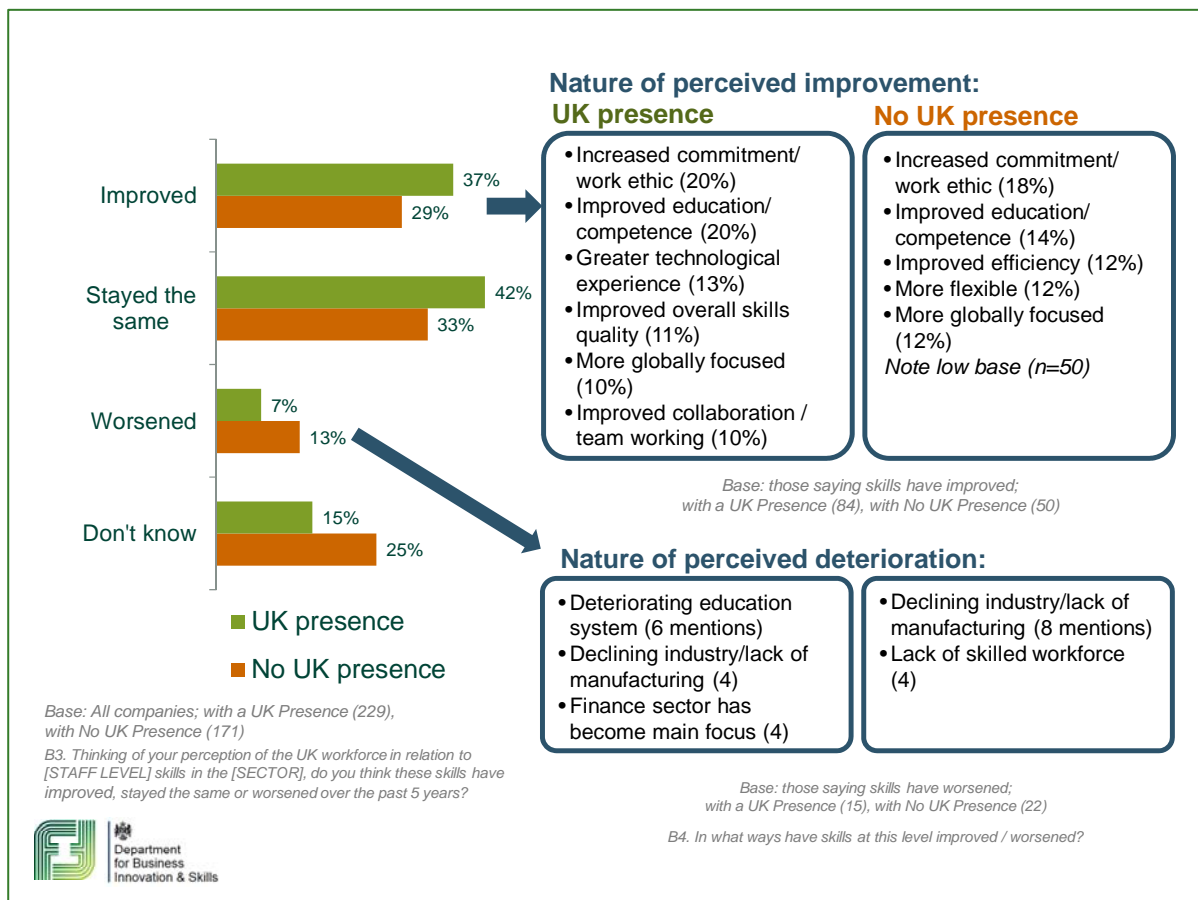 Improved
37%
29%
Stayed the
same
42%
33%
Worsened
7%
13%
Don't know
15%
25%
UK presence
No UK presence
Base: All companies; with a UK Presence (229),
with No UK Presence (171)
B3. Thinking of your perception of the UK workforce in relation to
[STAFF LEVEL] skills in the [SECTOR], do you think these skills have
improved, stayed the same or worsened over the past 5 years?
Nature of perceived improvement:
UK presence
•Increased commitment/
work ethic (20%)
•Improved education/
competence (20%)
•Greater technological
experience (13%)
•Improved overall skills
quality (11%)
•More globally focused
(10%)
•Improved collaboration /
team working (10%)
No UK presence
•Increased commitment/
work ethic (18%)
•Improved education/
competence (14%)
•Improved efficiency (12%)
•More flexible (12%)
•More globally focused
(12%)
Note low base (n=50)
Base: those saying skills have improved;
with a UK Presence (84), with No UK Presence (50)
Nature of perceived deterioration:
•Deteriorating education
system (6 mentions)
•Declining industry/lack of
manufacturing (4)
•Finance sector has
become main focus (4)
•Declining industry/lack of
manufacturing (8 mentions)
•Lack of skilled workforce
(4)
Base: those saying skills have worsened;
with a UK Presence (15), with No UK Presence (22)
B4. In what ways have skills at this level improved / worsened?
Department
for Business
Innovation & Skills